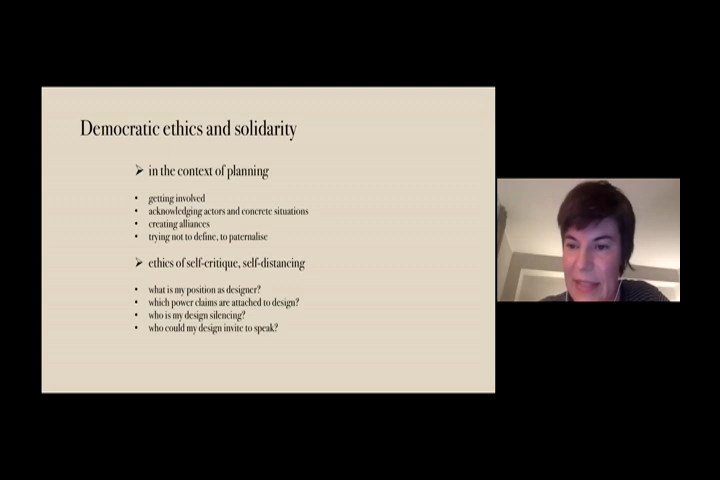 Democratic ethics and solidarity
➢ in the context of planning
• getting involved
• acknowledging actors and concrete situations
• creating alliances
• trying not to define, to paternalise
➢ ethics of self-critique, self-distancing
• what is my position as designer?
• which power claims are attached to design?
• who is my design silencing?
• who could my design invite to speak?